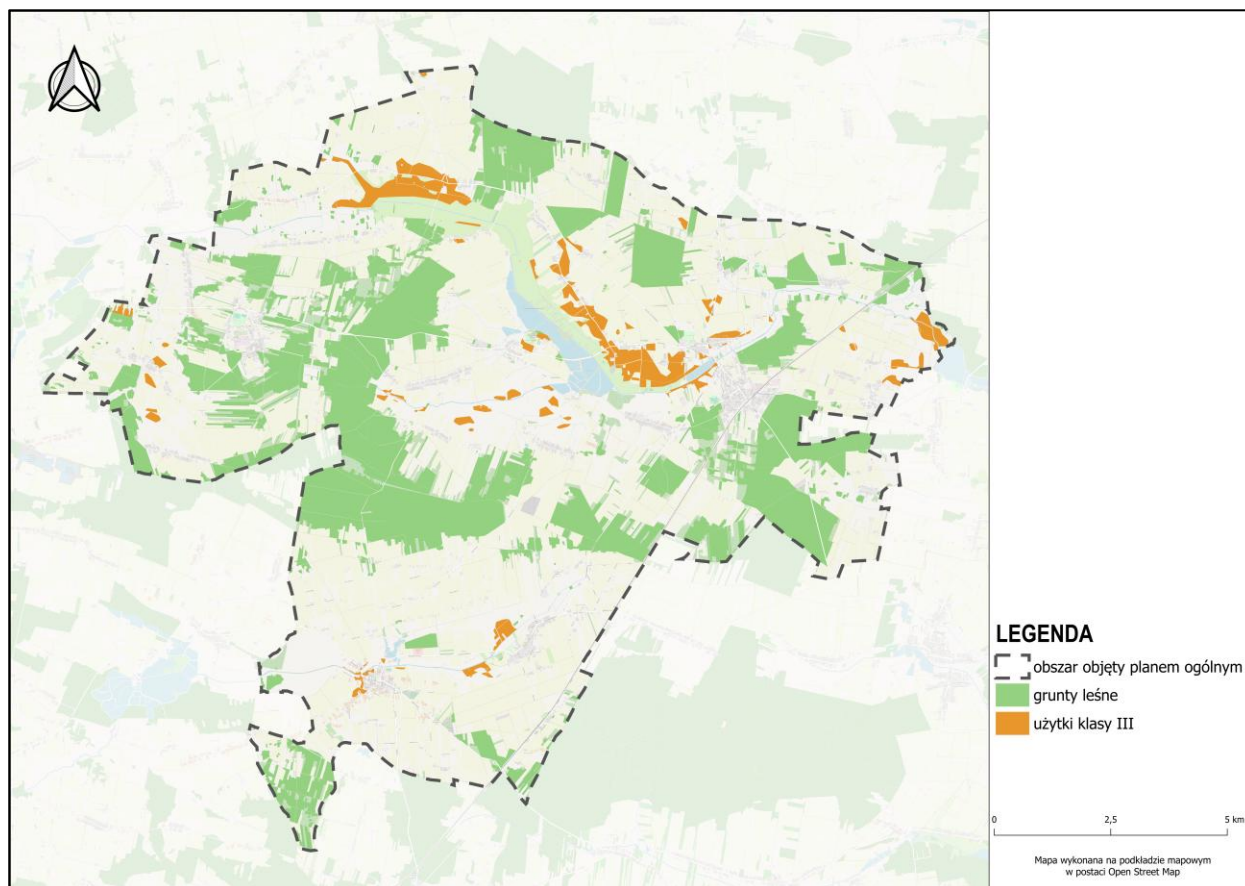 LEGENDA
obszar objęty planem ogólnym
grunty leśne
użytki klasy III
0 2,5 5 km
Mapa wykonana na podkładzie mapowym
w postaci Open Street Map